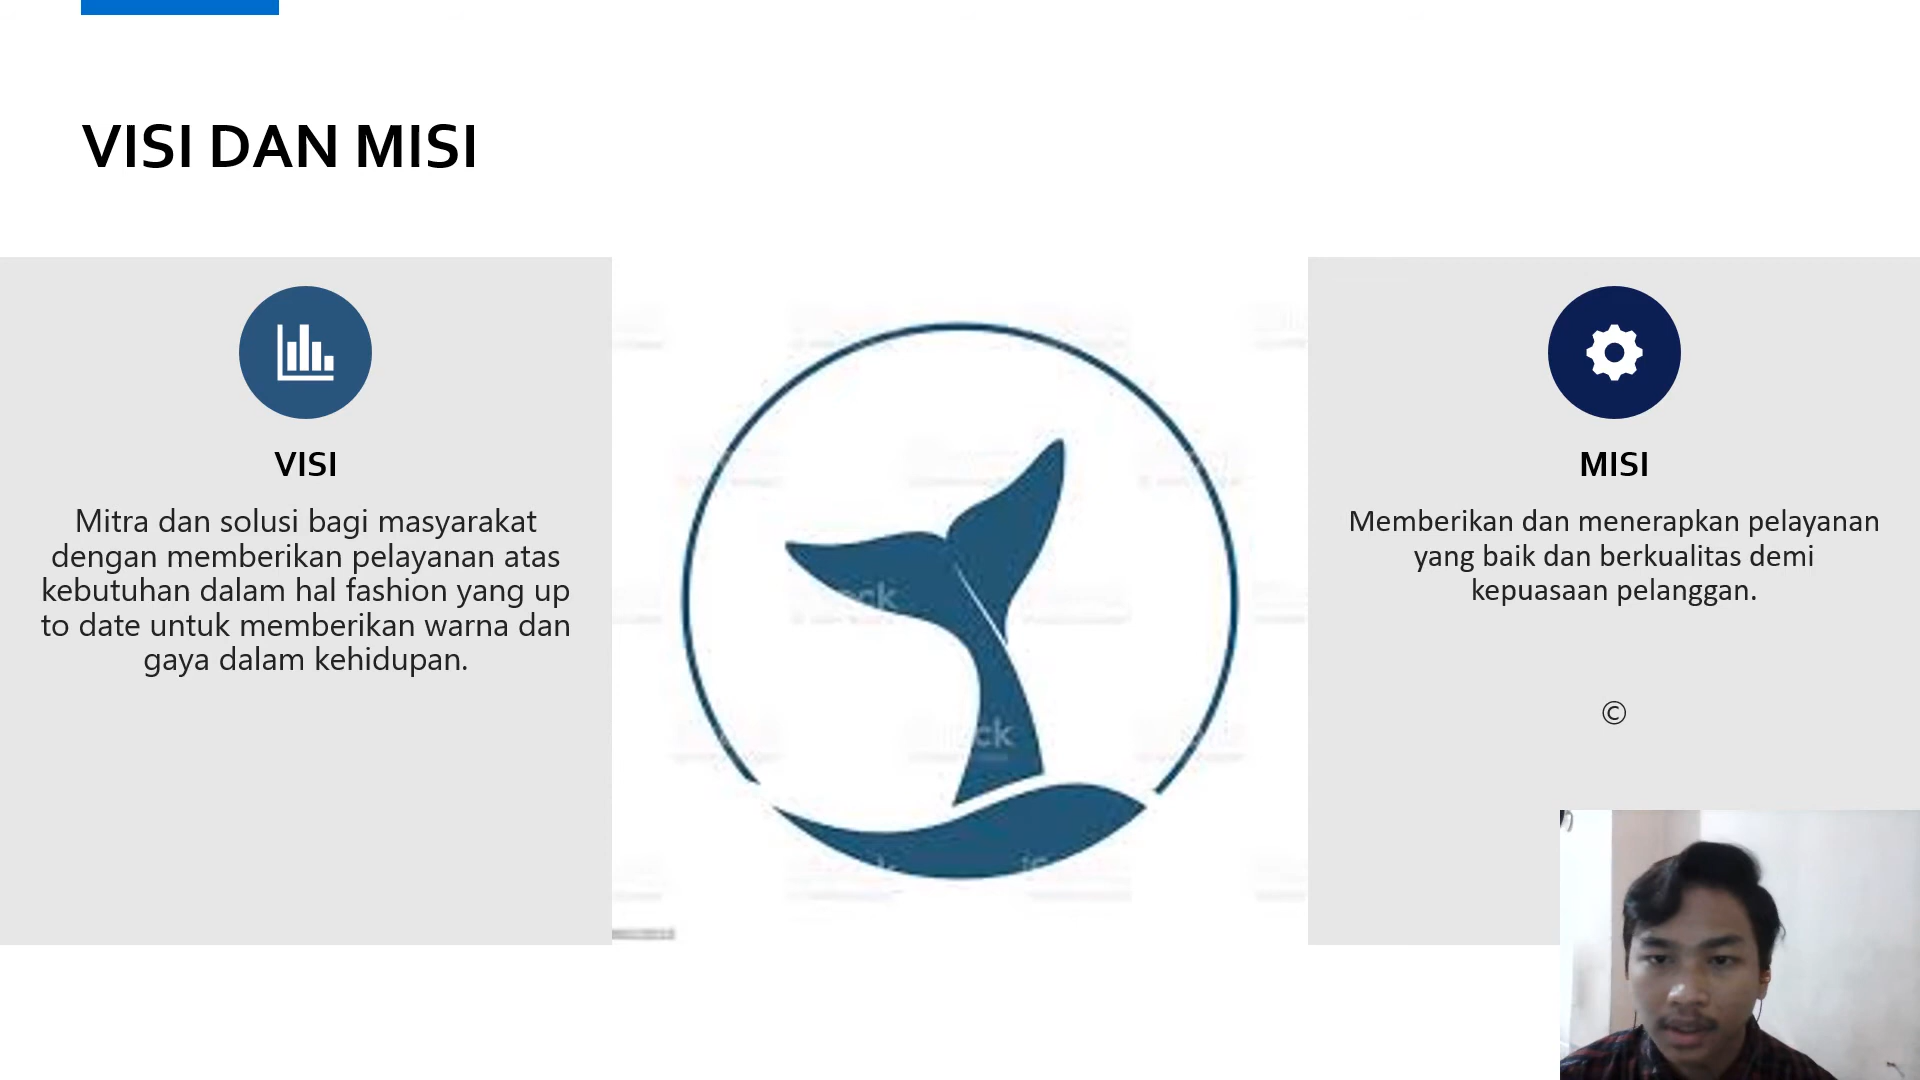 VISI DAN MISI
VISI
Mitra dan solusi bagi masyarakat
dengan memberikan pelayanan atas
kebutuhan dalam hal fashion yang up
to date untuk memberikan warna dan
gaya dalam kehidupan.
MISI
Memberikan dan menerapkan pelayanan
yang baik dan berkualitas demi
kepuasaan pelanggan.
©